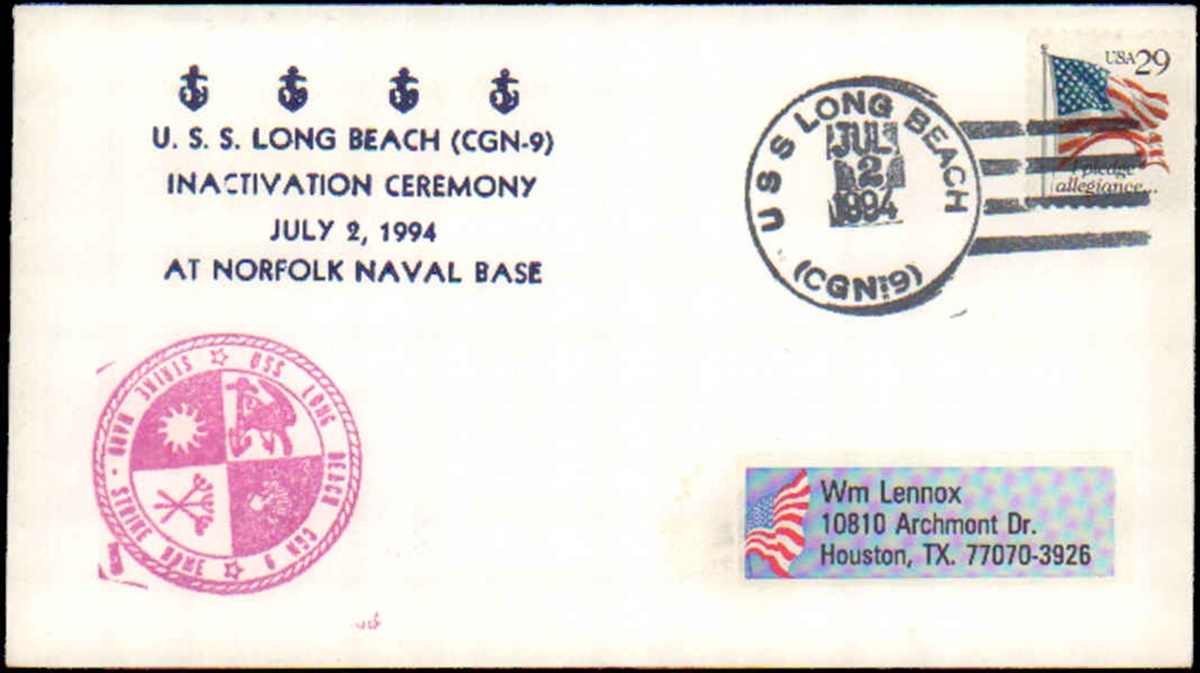 U. S. S. LONG BEACH (CGN-9)
INACTIVATION CEREMONY
JULY 2, 1994
AT NORFOLK NAVAL BASE
USS LONG BEACH
JUL
2
1994
(CGN-9)
USA 29
I pledge
allegiance...
STRIKE HARD ☆ USS LONG BEACH CGN 9 ☆ STRIKE HOME
Wm Lennox
10810 Archmont Dr.
Houston, TX. 77070-3926